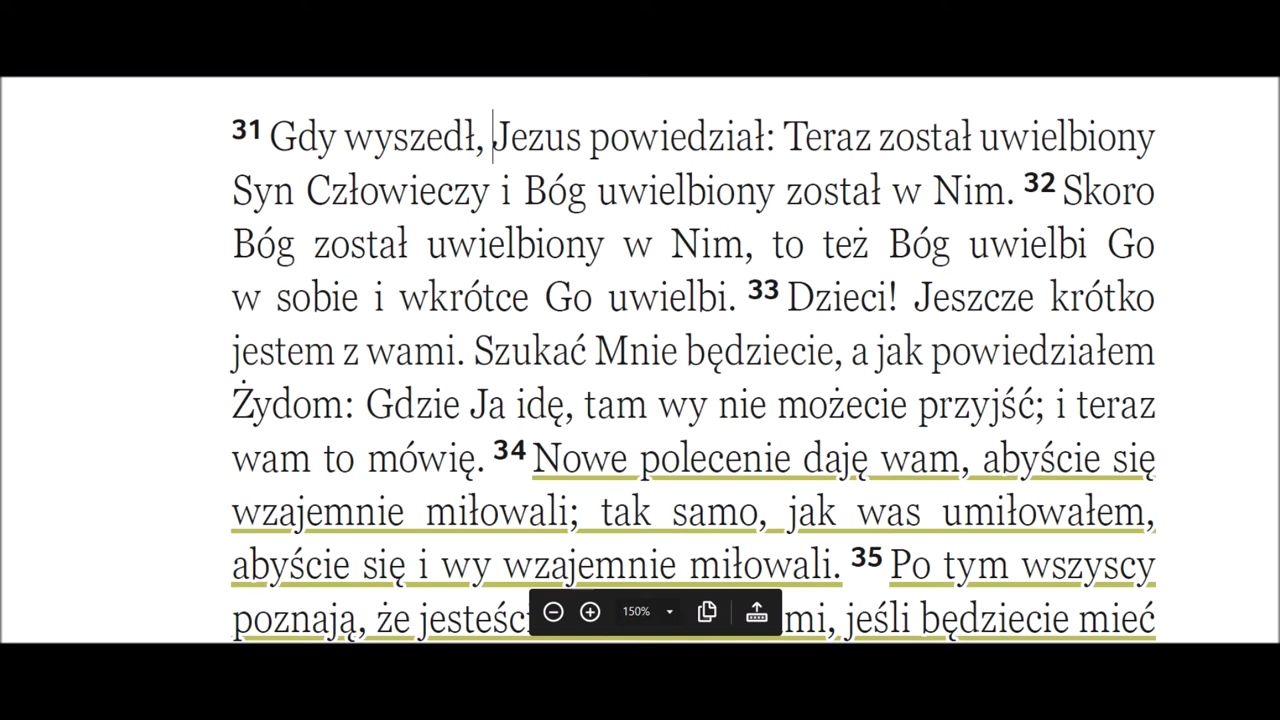 31 Gdy wyszedł, Jezus powiedział: Teraz został uwielbiony
Syn Człowieczy i Bóg uwielbiony został w Nim. 32 Skoro
Bóg został uwielbiony w Nim, to też Bóg uwielbi Go
w sobie i wkrótce Go uwielbi. 33 Dzieci! Jeszcze krótko
jestem z wami. Szukać Mnie będziecie, a jak powiedziałem
Żydom: Gdzie Ja idę, tam wy nie możecie przyjść; i teraz
wam to mówię. 34 Nowe polecenie daję wam, abyście się
wzajemnie miłowali; tak samo, jak was umiłowałem,
abyście się i wy wzajemnie miłowali. 35 Po tym wszyscy
poznają, że jesteści mi, jeśli będziecie mieć
150%